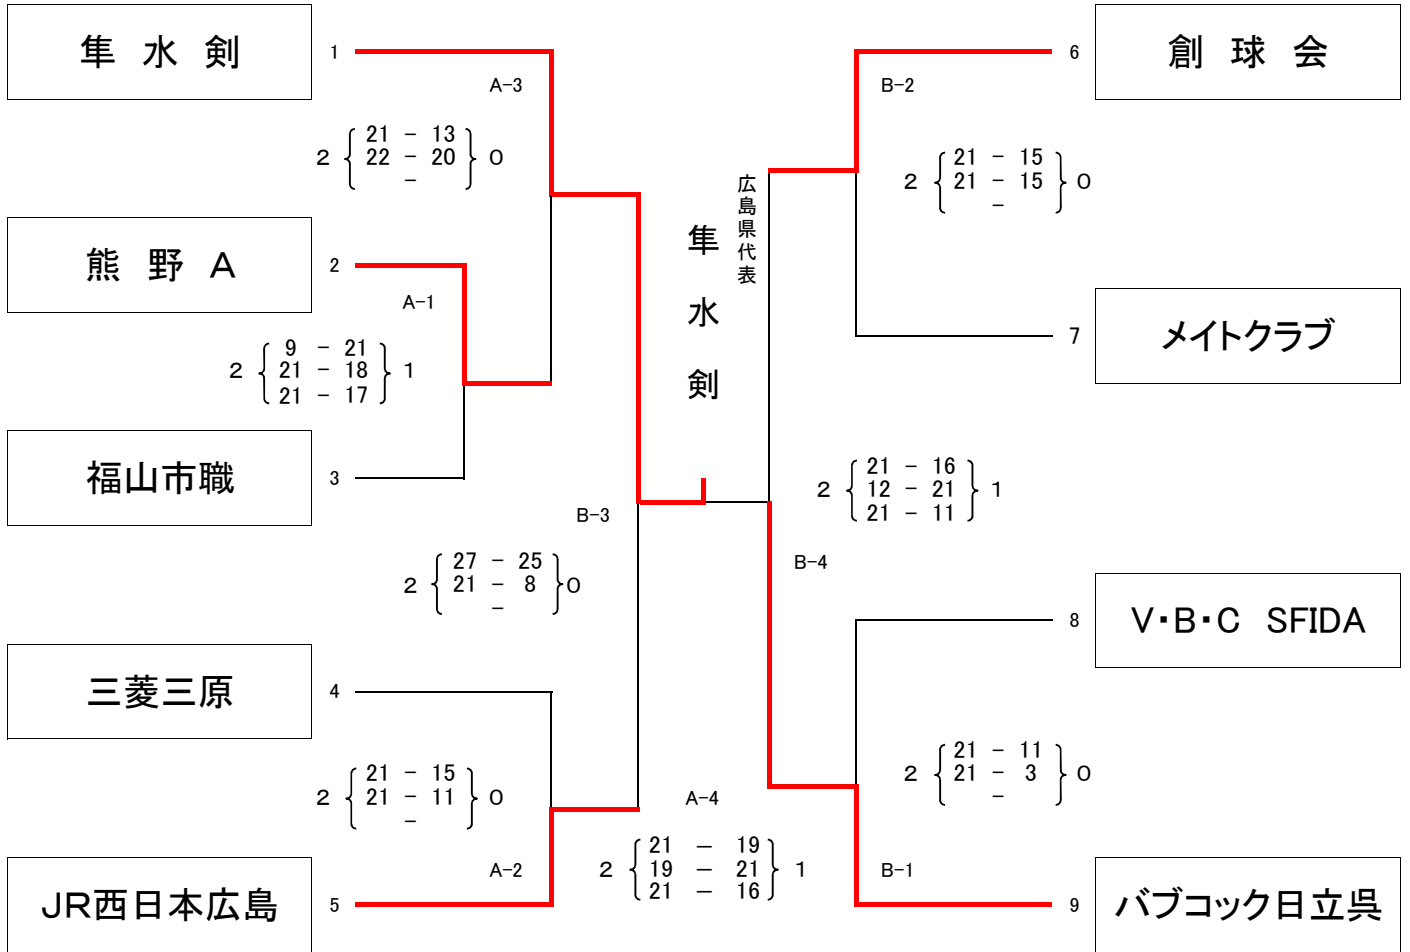 隼 水 剣
1
A-3
2 { 21 - 13 } 0
22 - 20
-
熊 野 A
2
A-1
2 { 9 - 21 } 1
21 - 18
21 - 17
福山市職
3
B-3
2 { 27 - 25 } 0
21 - 8
-
三菱三原
4
2 { 21 - 15 } 0
21 - 11
-
A-2
JR西日本広島
5
隼水剣
広島県代表
A-4
2 { 21 — 19 } 1
19 — 21
21 — 16
6
創 球 会
B-2
2 { 21 - 15 } 0
21 - 15
-
7
メイトクラブ
2 { 21 - 16 } 1
12 - 21
21 - 11
B-4
8
V・B・C SFIDA
2 { 21 - 11 } 0
21 - 3
-
B-1
9
バブコック日立呉